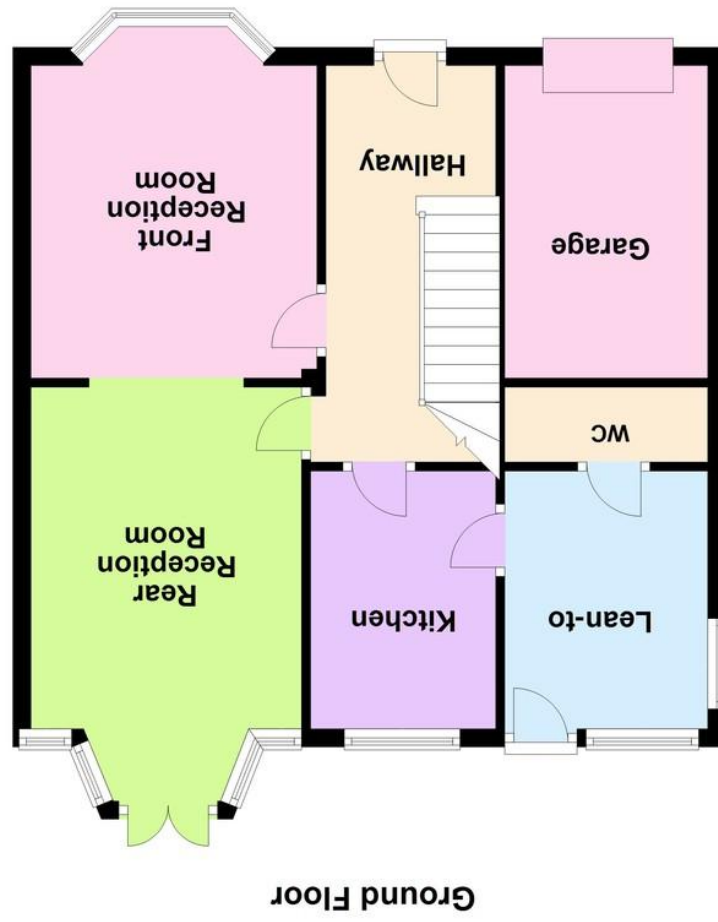 Ground Floor
Lean-to
Kitchen
Rear
Reception
Room
WC
Garage
Front
Reception
Room
Hallway